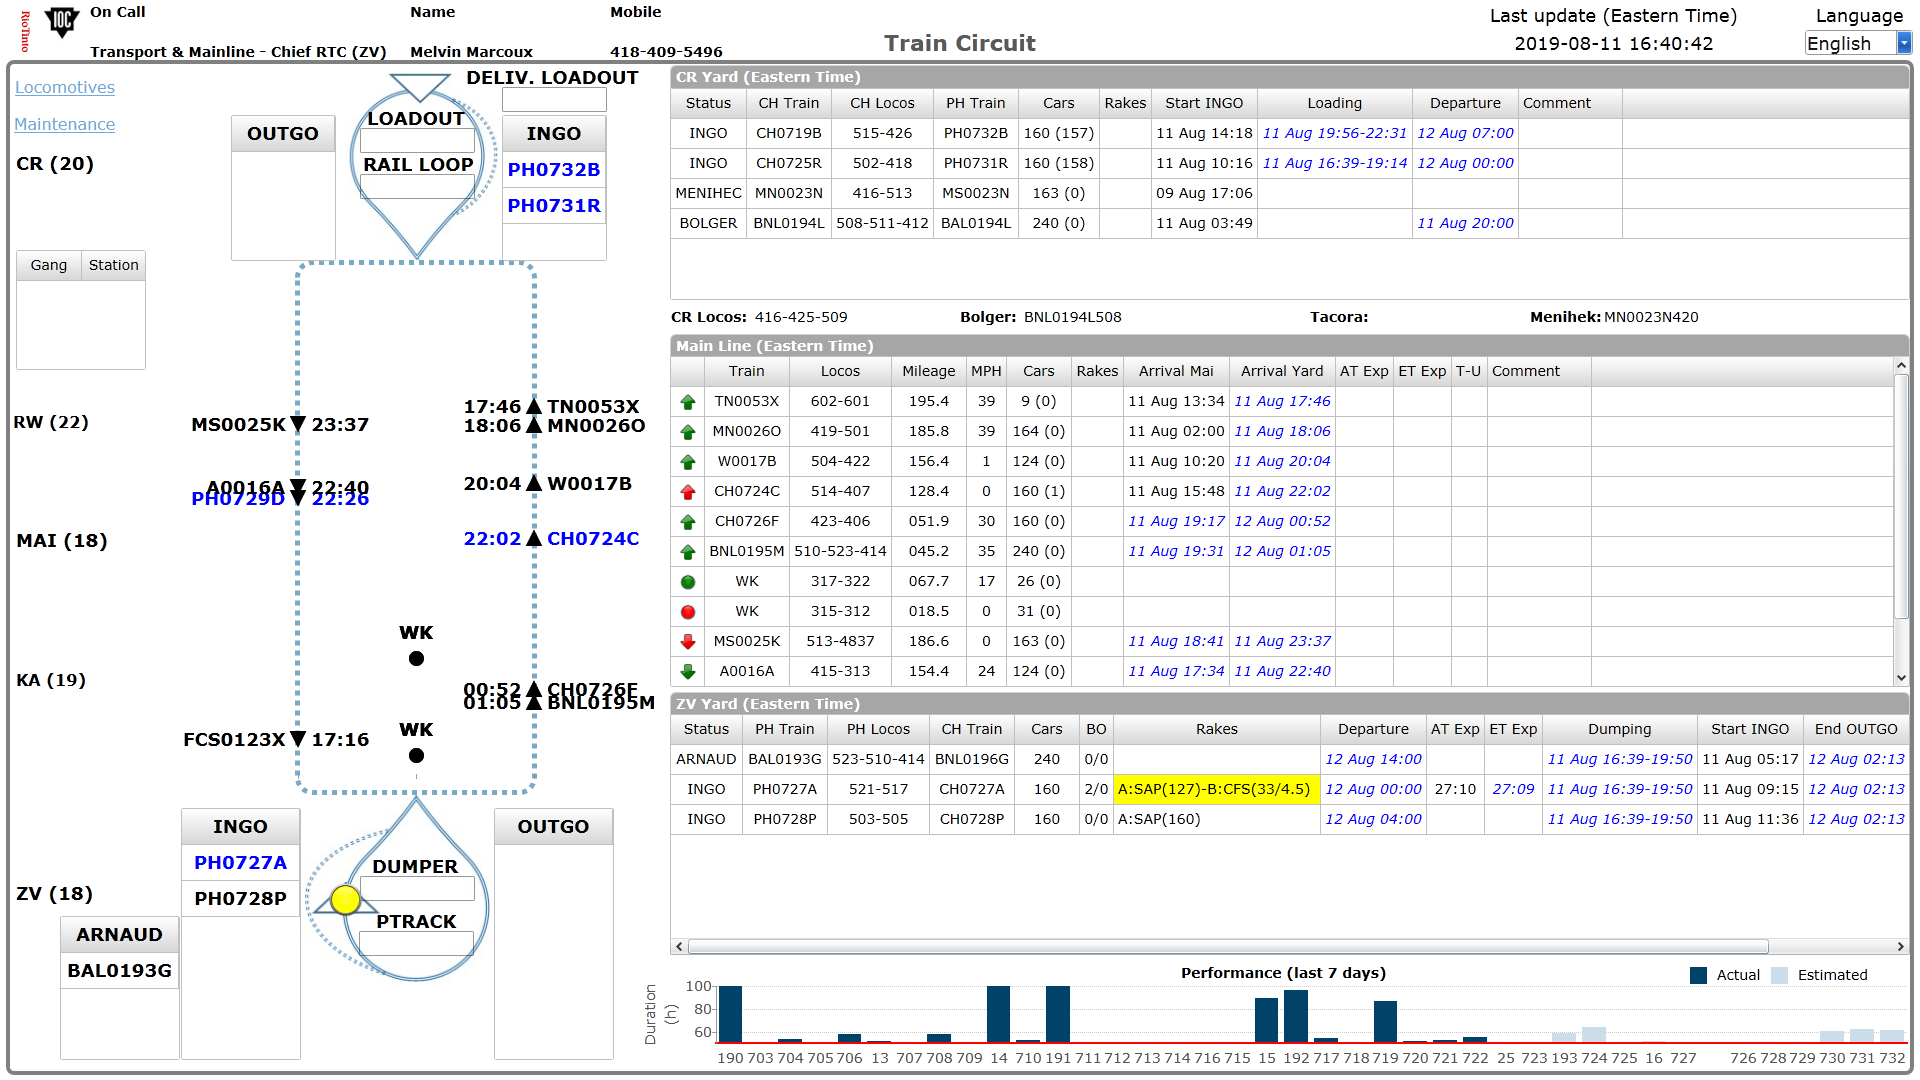 RioTinto
IOC
On Call
Name
Mobile
Transport & Mainline - Chief RTC (ZV)
Melvin Marcoux
418-409-5496
Train Circuit
Last update (Eastern Time)
2019-08-11 16:40:42
Language
English
Locomotives
Maintenance
CR (20)
Gang Station
RW (22)
MAI (18)
KA (19)
ZV (18)
DELIV. LOADOUT
OUTGO
LOADOUT
RAIL LOOP
INGO
PH0732B
PH0731R
17:46 TN0053X
18:06 MN0026O
MS0025K 23:37
A0016A 22:40
PH0729D 22:26
20:04 W0017B
22:02 CH0724C
WK
00:52 CH0726F
01:05 BNL0195M
WK
FCS0123X 17:16
INGO
PH0727A
PH0728P
DUMPER
PTRACK
OUTGO
ARNAUD
BAL0193G
CR Yard (Eastern Time)
Status CH Train CH Locos PH Train Cars Rakes Start INGO Loading Departure Comment
INGO CH0719B 515-426 PH0732B 160 (157) 11 Aug 14:18 11 Aug 19:56-22:31 12 Aug 07:00
INGO CH0725R 502-418 PH0731R 160 (158) 11 Aug 10:16 11 Aug 16:39-19:14 12 Aug 00:00
MENIHEC MN0023N 416-513 MS0023N 163 (0) 09 Aug 17:06
BOLGER BNL0194L 508-511-412 BAL0194L 240 (0) 11 Aug 03:49 11 Aug 20:00
CR Locos: 416-425-509 Bolger: BNL0194L508 Tacora: Menihek: MN0023N420
Main Line (Eastern Time)
Train Locos Mileage MPH Cars Rakes Arrival Mai Arrival Yard AT Exp ET Exp T-U Comment
TN0053X 602-601 195.4 39 9 (0) 11 Aug 13:34 11 Aug 17:46
MN0026O 419-501 185.8 39 164 (0) 11 Aug 02:00 11 Aug 18:06
W0017B 504-422 156.4 1 124 (0) 11 Aug 10:20 11 Aug 20:04
CH0724C 514-407 128.4 0 160 (1) 11 Aug 15:48 11 Aug 22:02
CH0726F 423-406 051.9 30 160 (0) 11 Aug 19:17 12 Aug 00:52
BNL0195M 510-523-414 045.2 35 240 (0) 11 Aug 19:31 12 Aug 01:05
WK 317-322 067.7 17 26 (0)
WK 315-312 018.5 0 31 (0)
MS0025K 513-4837 186.6 0 163 (0) 11 Aug 18:41 11 Aug 23:37
A0016A 415-313 154.4 24 124 (0) 11 Aug 17:34 11 Aug 22:40
ZV Yard (Eastern Time)
Status PH Train PH Locos CH Train Cars BO Rakes Departure AT Exp ET Exp Dumping Start INGO End OUTGO
ARNAUD BAL0193G 523-510-414 BNL0196G 240 0/0 12 Aug 14:00 11 Aug 16:39-19:50 11 Aug 05:17 12 Aug 02:13
INGO PH0727A 521-517 CH0727A 160 2/0 A:SAP(127)-B:CFS(33/4.5) 12 Aug 00:00 27:10 27:09 11 Aug 16:39-19:50 11 Aug 09:15 12 Aug 02:13
INGO PH0728P 503-505 CH0728P 160 0/0 A:SAP(160) 12 Aug 04:00 11 Aug 16:39-19:50 11 Aug 11:36 12 Aug 02:13
Performance (last 7 days)
Actual Estimated
Duration (h)
100
80
60
190 703 704 705 706 13 707 708 709 14 710 191 711 712 713 714 716 715 15 192 717 718 719 720 721 722 25 723 193 724 725 16 727 726 728 729 730 731 732